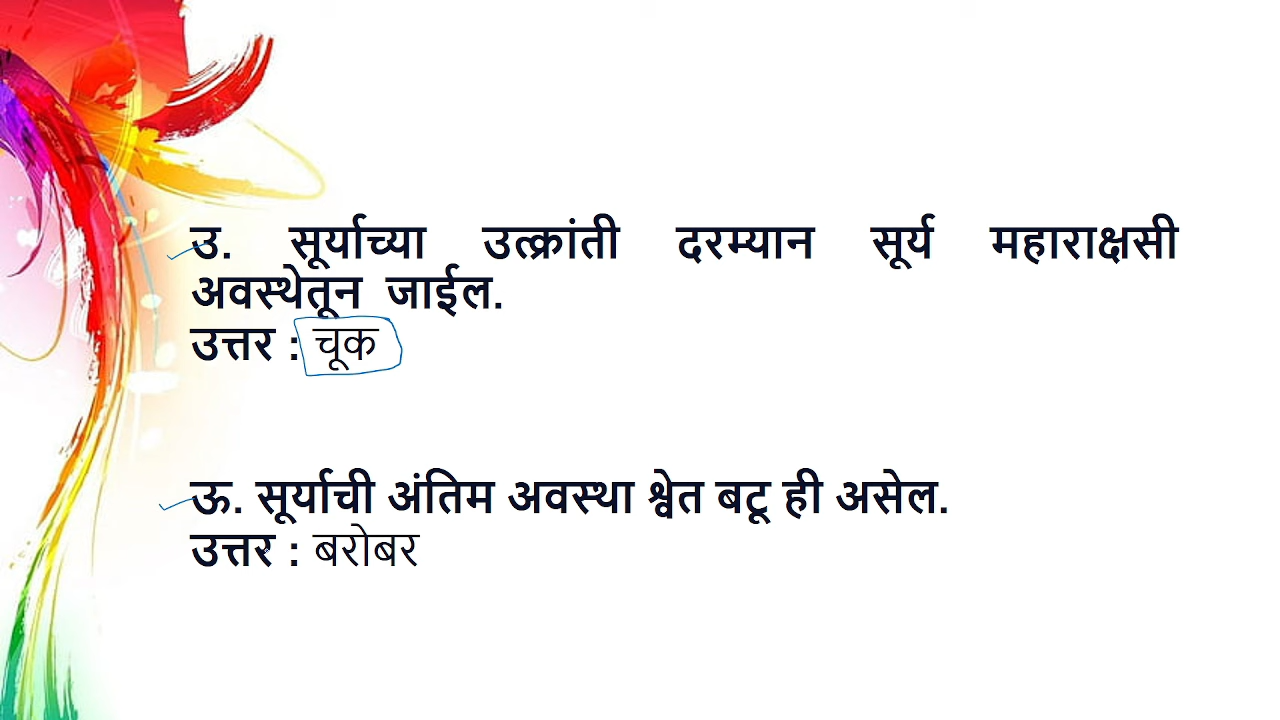 उ. सूर्याच्या उत्क्रांती दरम्यान सूर्य महाराक्षसी
अवस्थेतून जाईल.
उत्तर : चूक
ऊ. सूर्याची अंतिम अवस्था श्वेत बटू ही असेल.
उत्तर : बरोबर